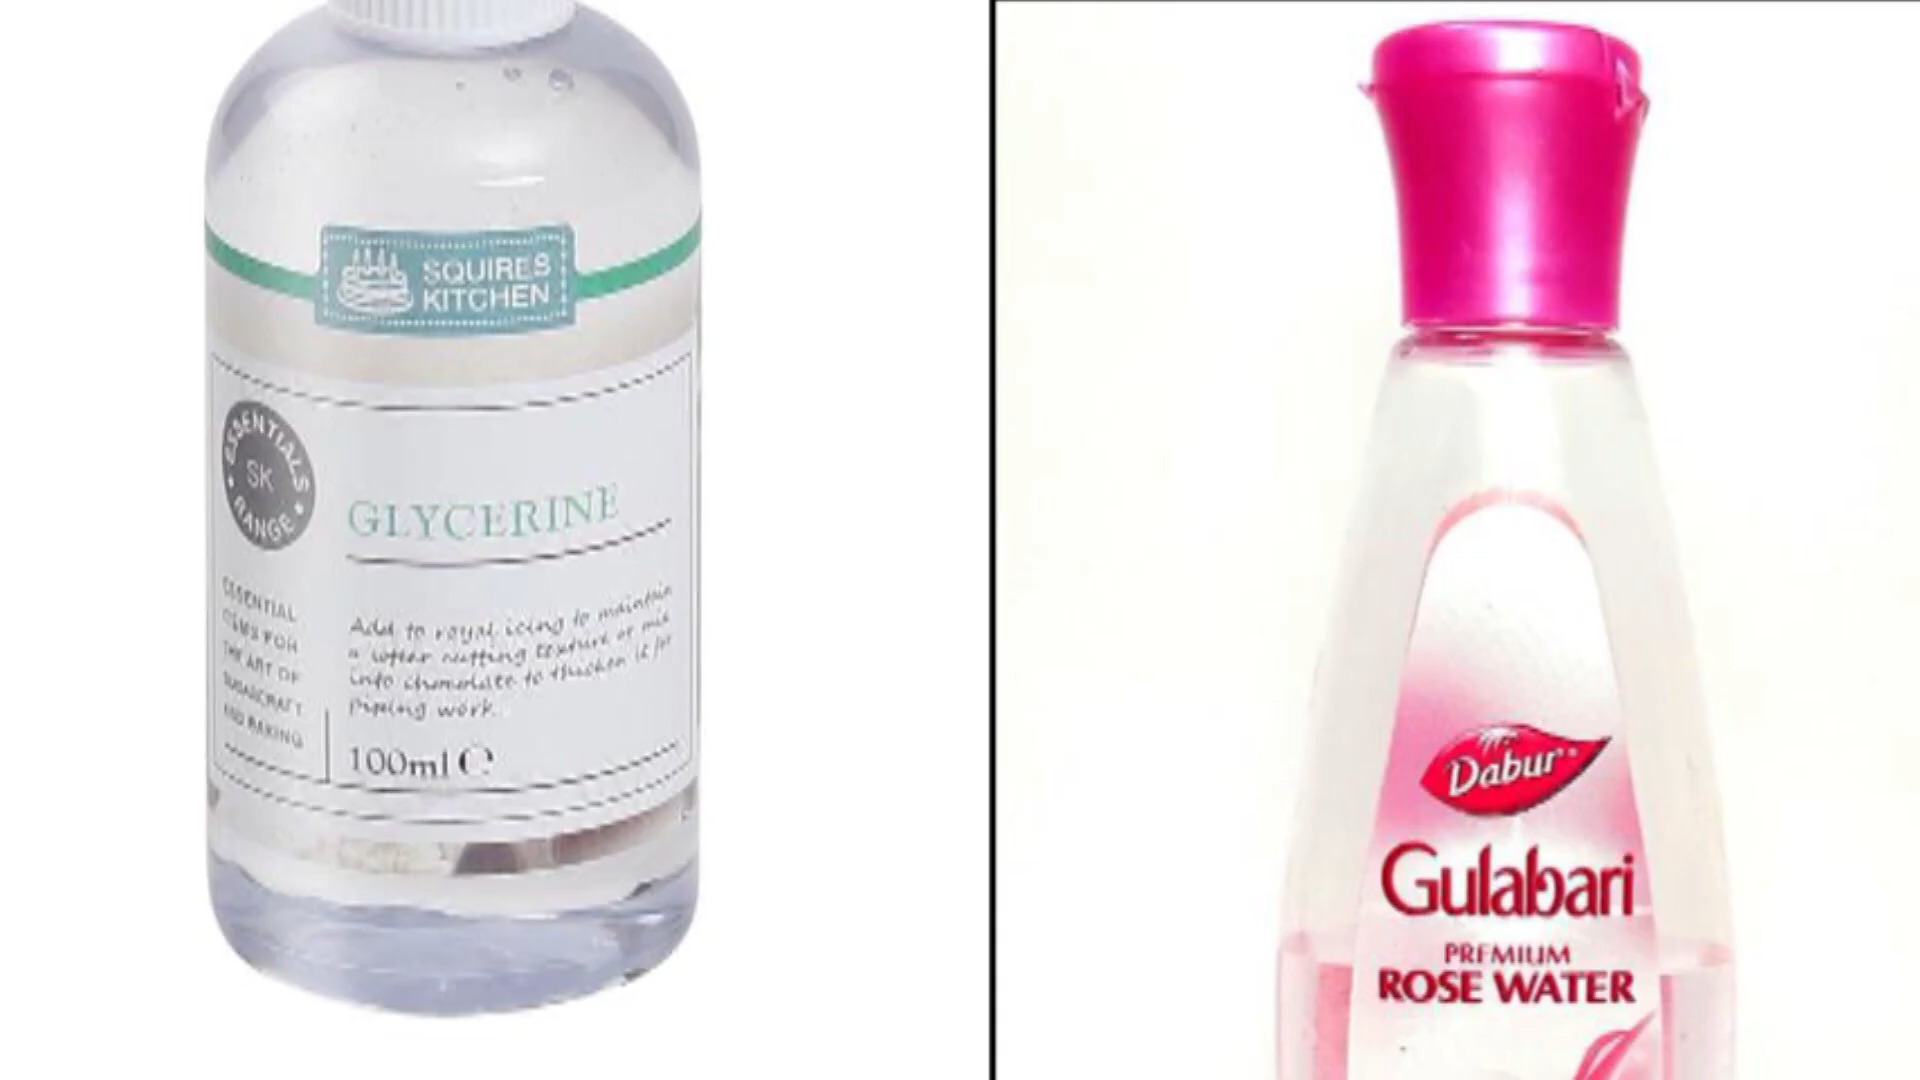 SQUIRES
KITCHEN
ESSENTIALS
SK
RANGE
GLYCERINE
ESSENTIAL
ITEMS FOR
THE ART OF
SUGARCRAFT
AND BAKING
Add to royal icing to maintain
a softer cutting texture or mix
into chocolate to thicken it for
piping work.
100ml e
Dabur
Gulabari
PREMIUM
ROSE WATER